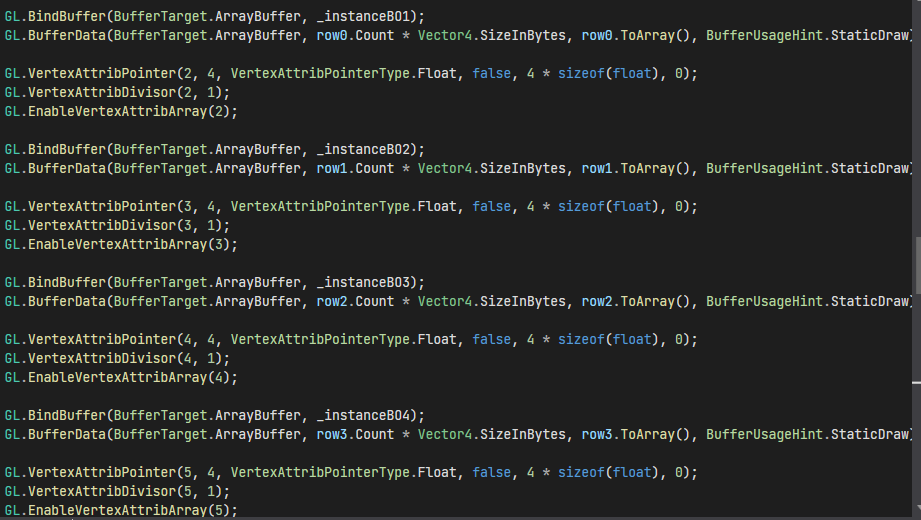 GL.BindBuffer(BufferTarget.ArrayBuffer, _instanceBO1);
GL.BufferData(BufferTarget.ArrayBuffer, row0.Count * Vector4.SizeInBytes, row0.ToArray(), BufferUsageHint.StaticDraw)
GL.VertexAttribPointer(2, 4, VertexAttribPointerType.Float, false, 4 * sizeof(float), 0);
GL.VertexAttribDivisor(2, 1);
GL.EnableVertexAttribArray(2);
GL.BindBuffer(BufferTarget.ArrayBuffer, _instanceBO2);
GL.BufferData(BufferTarget.ArrayBuffer, row1.Count * Vector4.SizeInBytes, row1.ToArray(), BufferUsageHint.StaticDraw)
GL.VertexAttribPointer(3, 4, VertexAttribPointerType.Float, false, 4 * sizeof(float), 0);
GL.VertexAttribDivisor(3, 1);
GL.EnableVertexAttribArray(3);
GL.BindBuffer(BufferTarget.ArrayBuffer, _instanceBO3);
GL.BufferData(BufferTarget.ArrayBuffer, row2.Count * Vector4.SizeInBytes, row2.ToArray(), BufferUsageHint.StaticDraw)
GL.VertexAttribPointer(4, 4, VertexAttribPointerType.Float, false, 4 * sizeof(float), 0);
GL.VertexAttribDivisor(4, 1);
GL.EnableVertexAttribArray(4);
GL.BindBuffer(BufferTarget.ArrayBuffer, _instanceBO4);
GL.BufferData(BufferTarget.ArrayBuffer, row3.Count * Vector4.SizeInBytes, row3.ToArray(), BufferUsageHint.StaticDraw)
GL.VertexAttribPointer(5, 4, VertexAttribPointerType.Float, false, 4 * sizeof(float), 0);
GL.VertexAttribDivisor(5, 1);
GL.EnableVertexAttribArray(5);